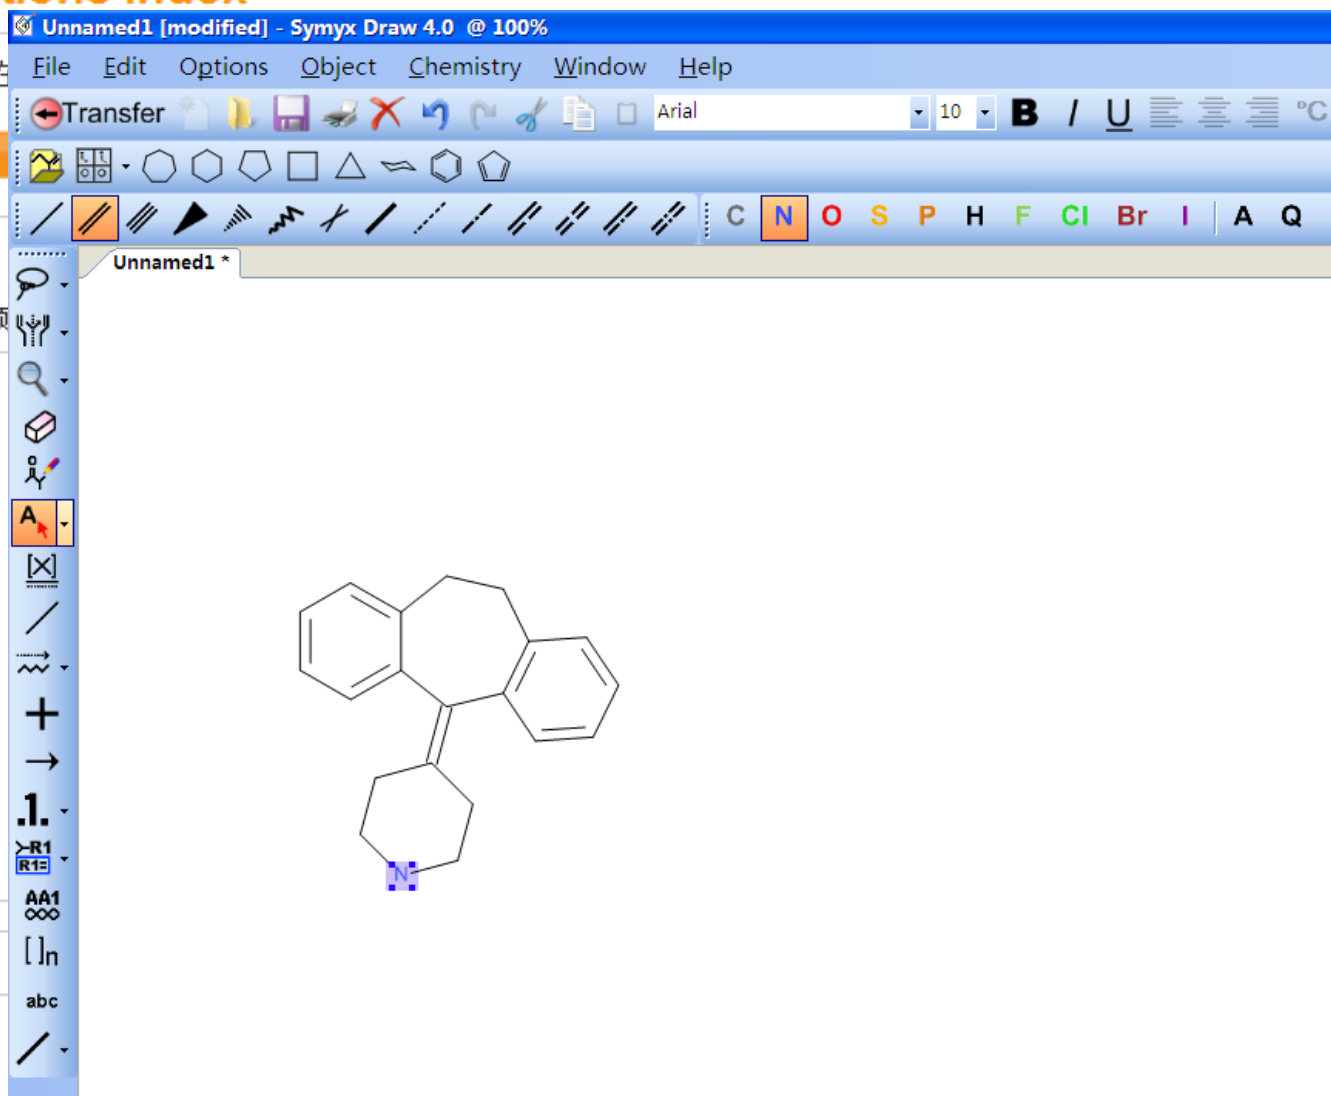 Unnamed1 [modified] - Symyx Draw 4.0 @ 100%
File Edit Options Object Chemistry Window Help
Transfer Arial 10 B I U °C
C N O S P H F Cl Br I A Q
Unnamed1 *
A
[X]
.1.
R1
R1=
AA1
[ ]n
abc
N